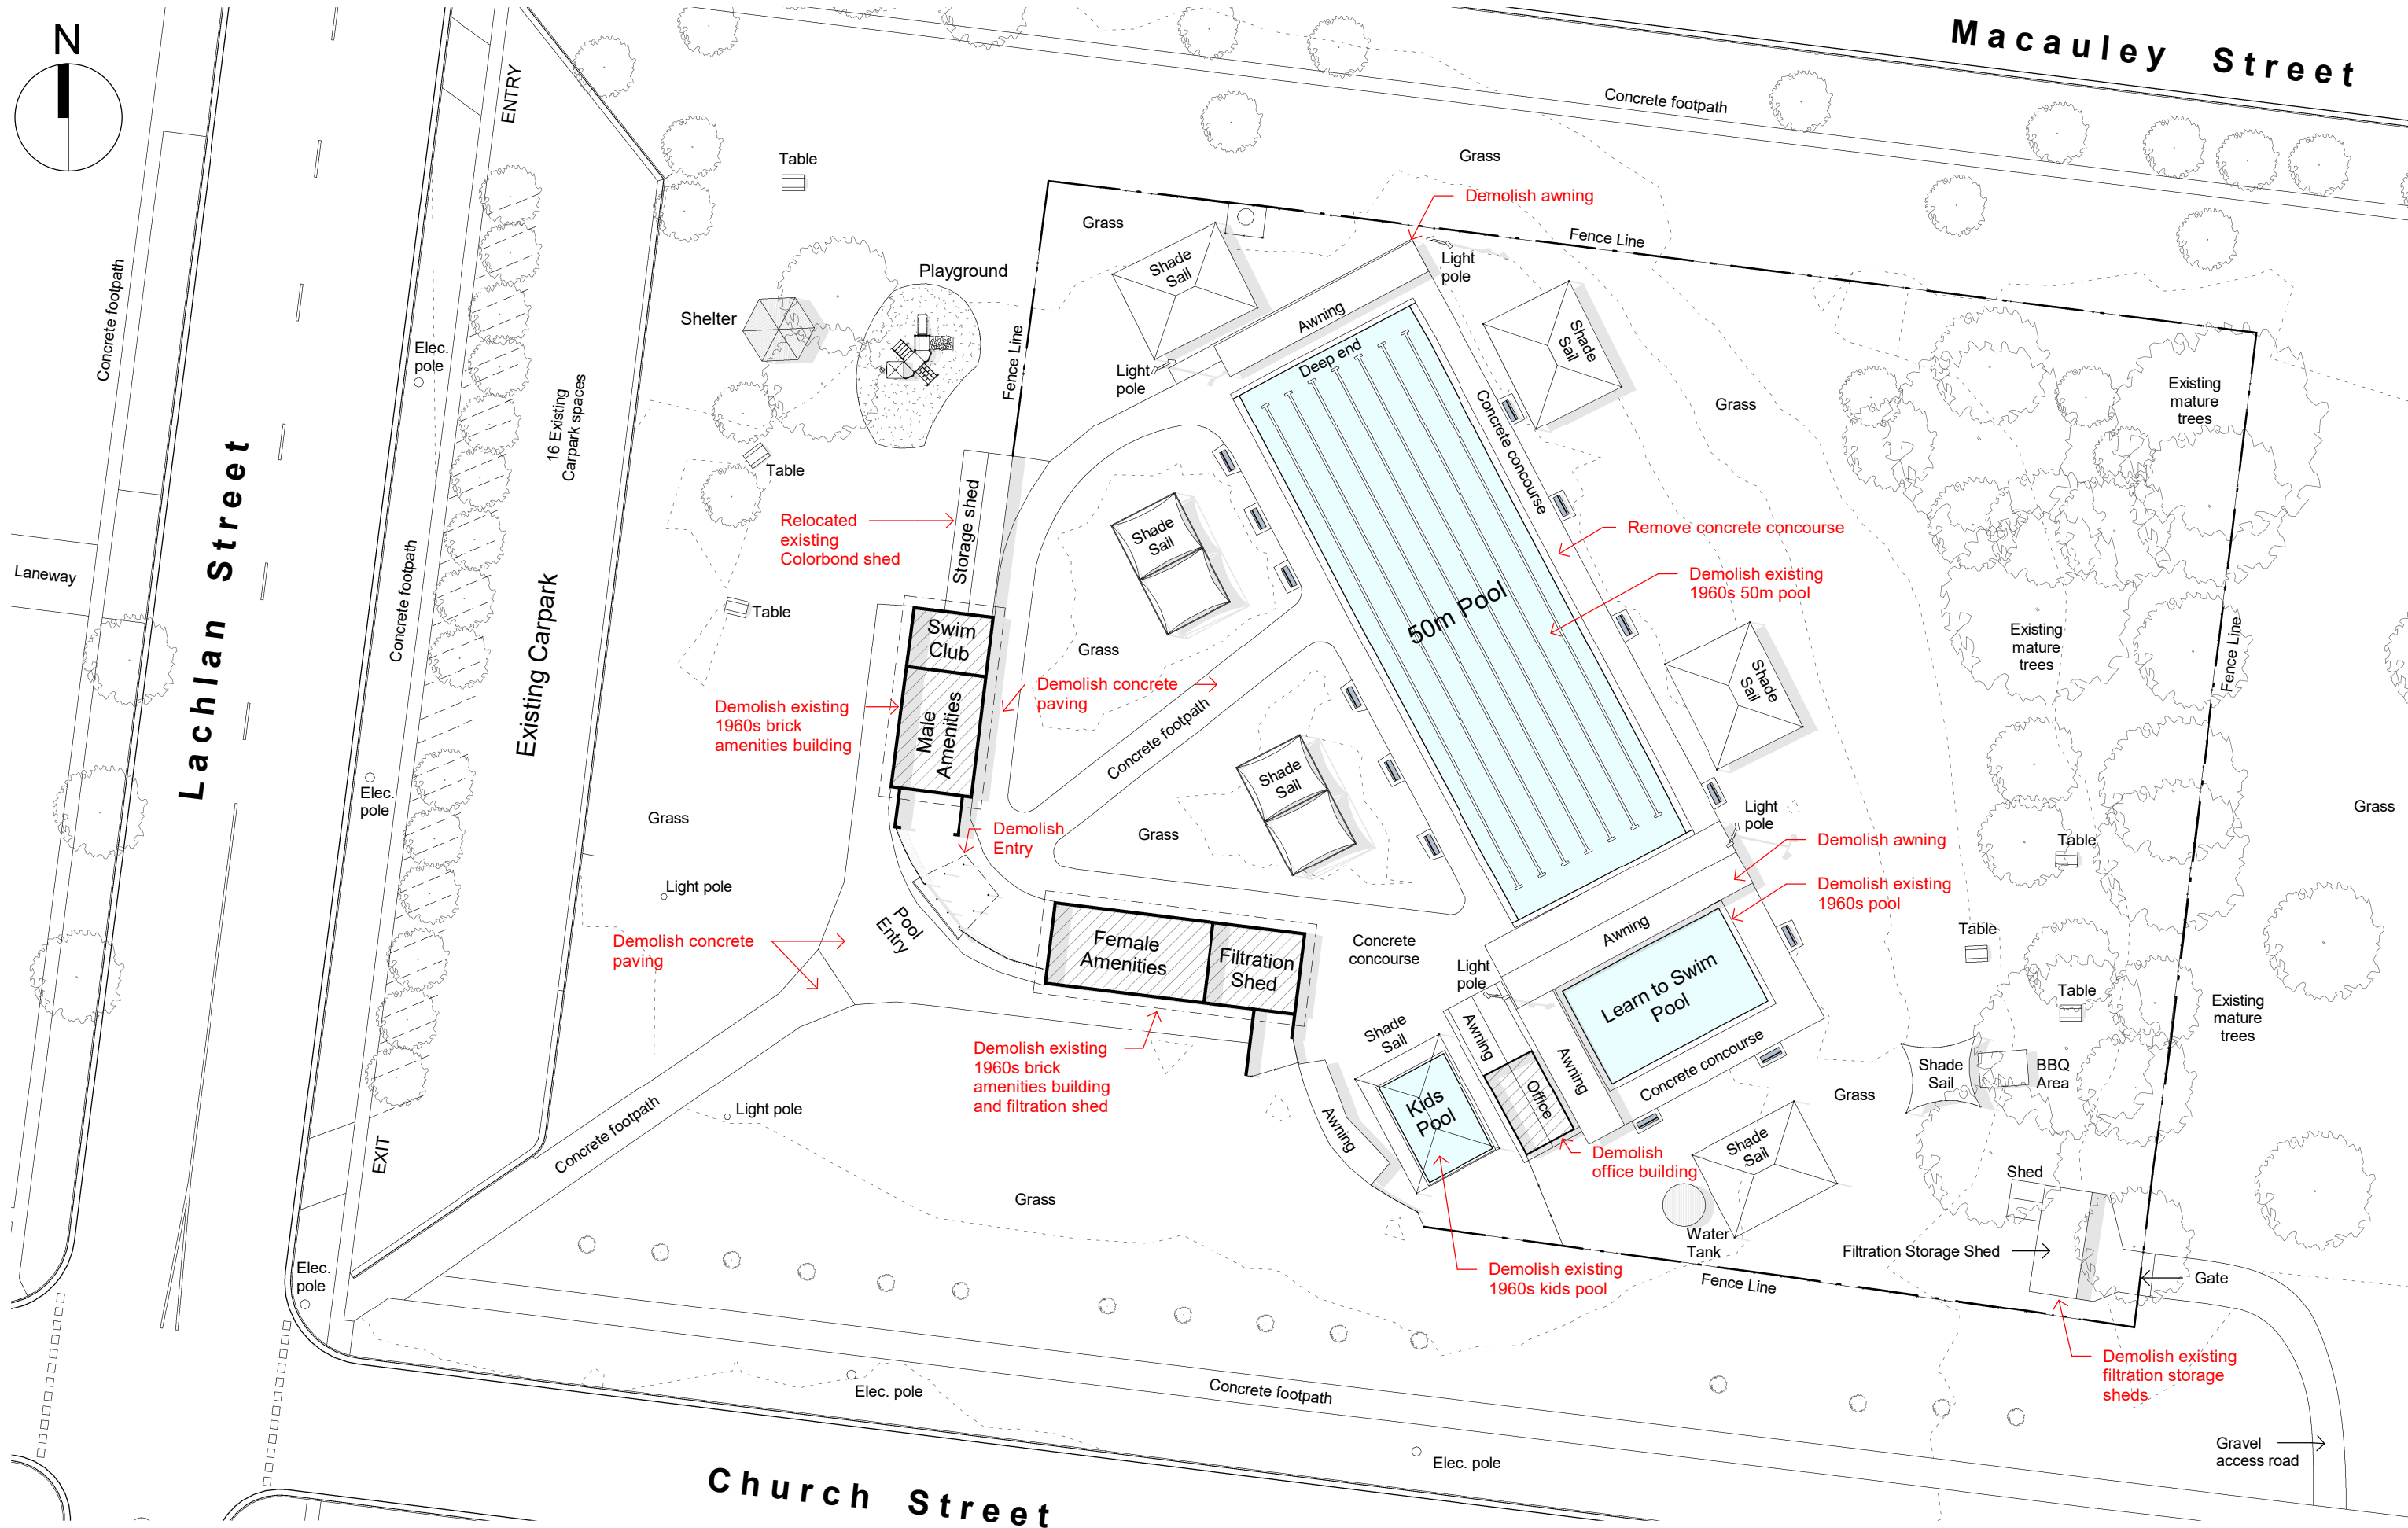 N
Macauley Street
ENTRY
Concrete footpath
Table
Grass
Demolish awning
Grass
Fence Line
Shade
Sail
Light
pole
Playground
Shelter
Awning
Shade
Sail
Concrete footpath
Elec.
pole
Fence Line
Deep end
Light
pole
Existing
mature
trees
Grass
16 Existing
Carpark spaces
Concrete concourse
Table
Lachlan Street
Relocated
existing
Colorbond shed
Storage shed
Shade
Sail
Remove concrete concourse
Laneway
Demolish existing
1960s 50m pool
Concrete footpath
50m Pool
Table
Swim
Club
Grass
Existing
mature
trees
Fence Line
Existing Carpark
Demolish existing
1960s brick
amenities building
Male
Amenities
Demolish concrete
paving
Shade
Sail
Concrete footpath
Shade
Sail
Elec.
pole
Grass
Demolish
Entry
Grass
Light
pole
Grass
Table
Demolish awning
Light pole
Demolish existing
1960s pool
Pool
Entry
Demolish concrete
paving
Female
Amenities
Filtration
Shed
Concrete
concourse
Awning
Table
Light
pole
Learn to Swim
Pool
Table
Existing
mature
trees
Demolish existing
1960s brick
amenities building
and filtration shed
Shade
Sail
Awning
Awning
Office
Concrete concourse
Shade
Sail
BBQ
Area
Grass
Kids
Pool
Light pole
Concrete footpath
Awning
EXIT
Demolish
office building
Shade
Sail
Shed
Grass
Water
Tank
Filtration Storage Shed
Gate
Elec.
pole
Demolish existing
1960s kids pool
Fence Line
Demolish existing
filtration storage
sheds
Elec. pole
Concrete footpath
Gravel
access road
Elec. pole
Church Street